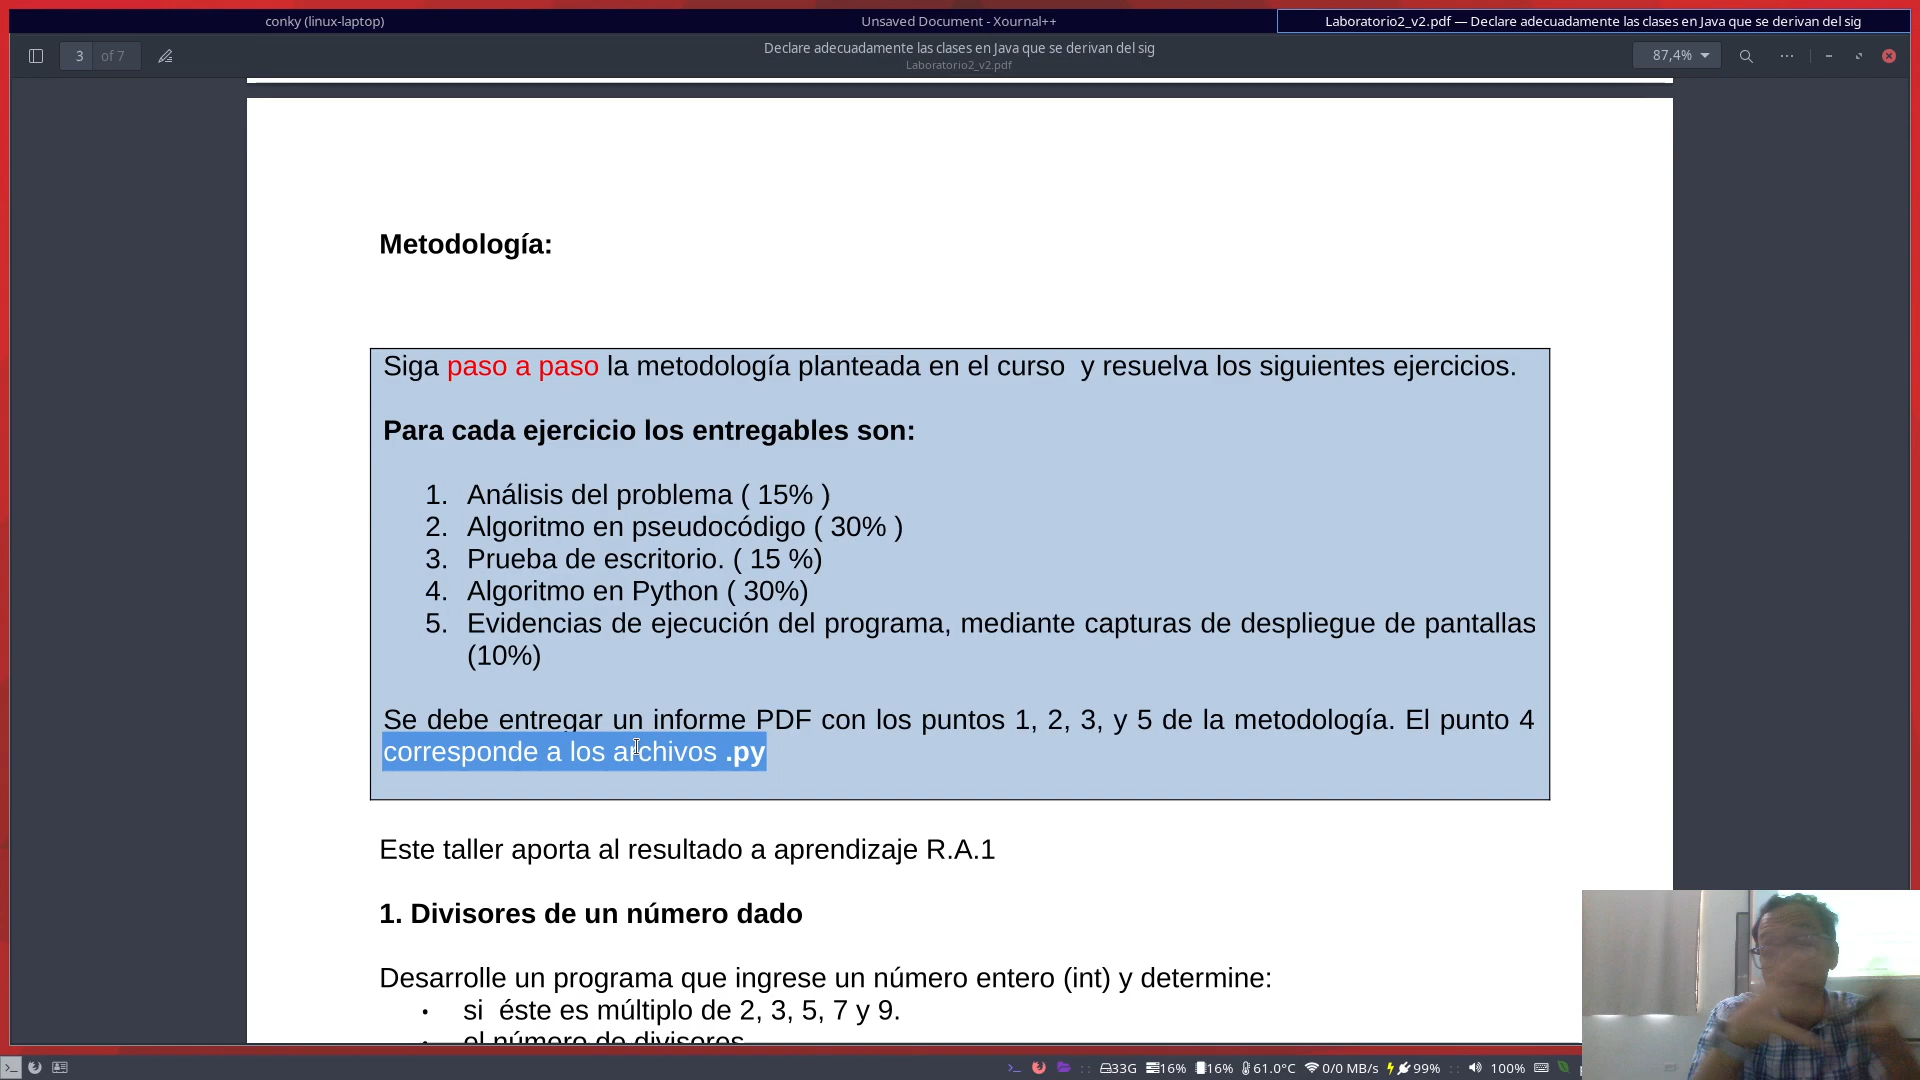 conky (linux-laptop)
Unsaved Document - Xournal++
Laboratorio2_v2.pdf — Declare adecuadamente las clases en Java que se derivan del sig
3 of 7
Declare adecuadamente las clases en Java que se derivan del sig
Laboratorio2_v2.pdf
87,4%
Metodología:
Siga paso a paso la metodología planteada en el curso y resuelva los siguientes ejercicios.
Para cada ejercicio los entregables son:
1. Análisis del problema ( 15% )
2. Algoritmo en pseudocódigo ( 30% )
3. Prueba de escritorio. ( 15 %)
4. Algoritmo en Python ( 30%)
5. Evidencias de ejecución del programa, mediante capturas de despliegue de pantallas
(10%)
Se debe entregar un informe PDF con los puntos 1, 2, 3, y 5 de la metodología. El punto 4
corresponde a los archivos .py
Este taller aporta al resultado a aprendizaje R.A.1
1. Divisores de un número dado
Desarrolle un programa que ingrese un número entero (int) y determine:
• si éste es múltiplo de 2, 3, 5, 7 y 9.
• el número de divisores
33G 16% 16% 61.0°C 0/0 MB/s 99% 100%